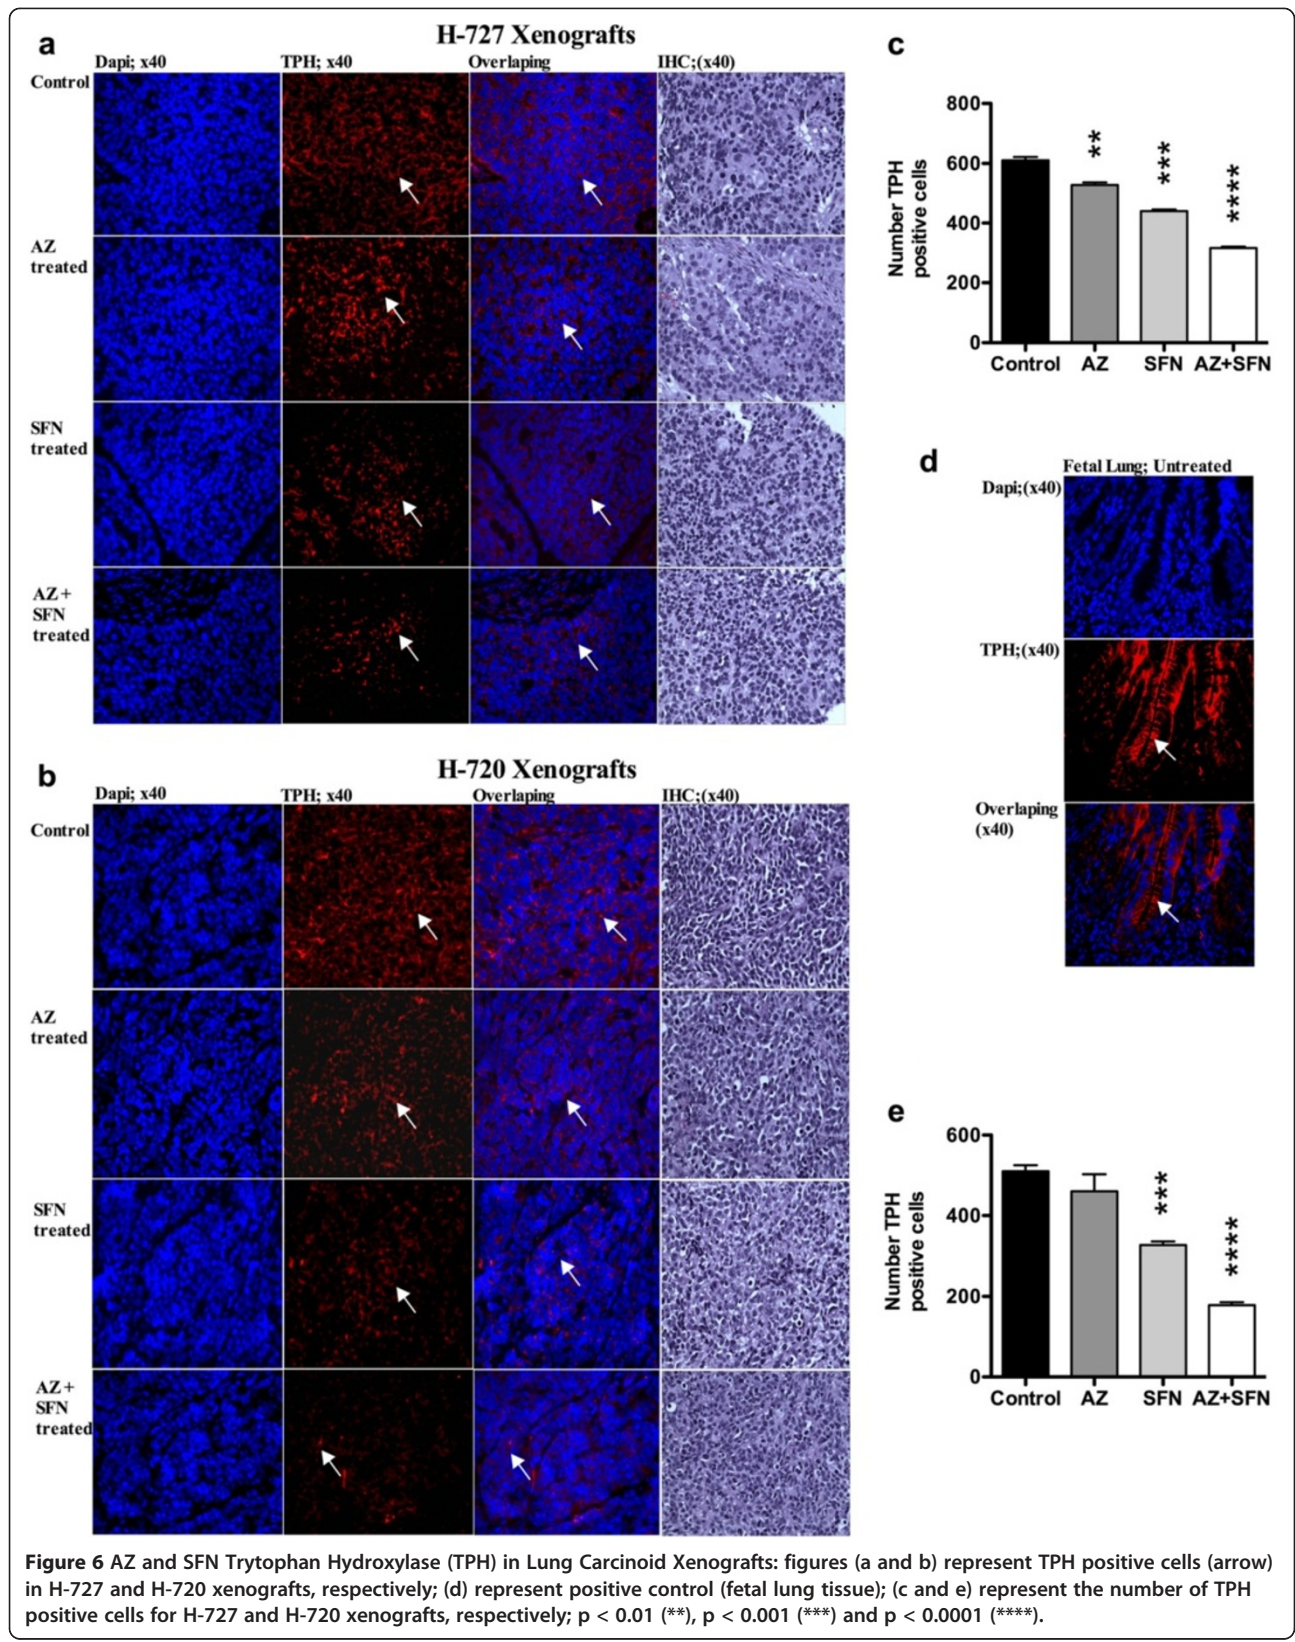 a
H-727 Xenografts
Dapi; x40
TPH; x40
Overlaping
IHC;(x40)
Control
AZ
treated
SFN
treated
AZ +
SFN
treated
b
H-720 Xenografts
Dapi; x40
TPH; x40
Overlaping
IHC;(x40)
Control
AZ
treated
SFN
treated
AZ +
SFN
treated
c
Number TPH
positive cells
800
600
400
200
0
**
***
****
Control
AZ
SFN
AZ+SFN
d
Fetal Lung; Untreated
Dapi;(x40)
TPH;(x40)
Overlaping
(x40)
e
Number TPH
positive cells
600
400
200
0
***
****
Control
AZ
SFN
AZ+SFN
Figure 6 AZ and SFN Trytophan Hydroxylase (TPH) in Lung Carcinoid Xenografts: figures (a and b) represent TPH positive cells (arrow)
in H-727 and H-720 xenografts, respectively; (d) represent positive control (fetal lung tissue); (c and e) represent the number of TPH
positive cells for H-727 and H-720 xenografts, respectively; p < 0.01 (**), p < 0.001 (***) and p < 0.0001 (****).